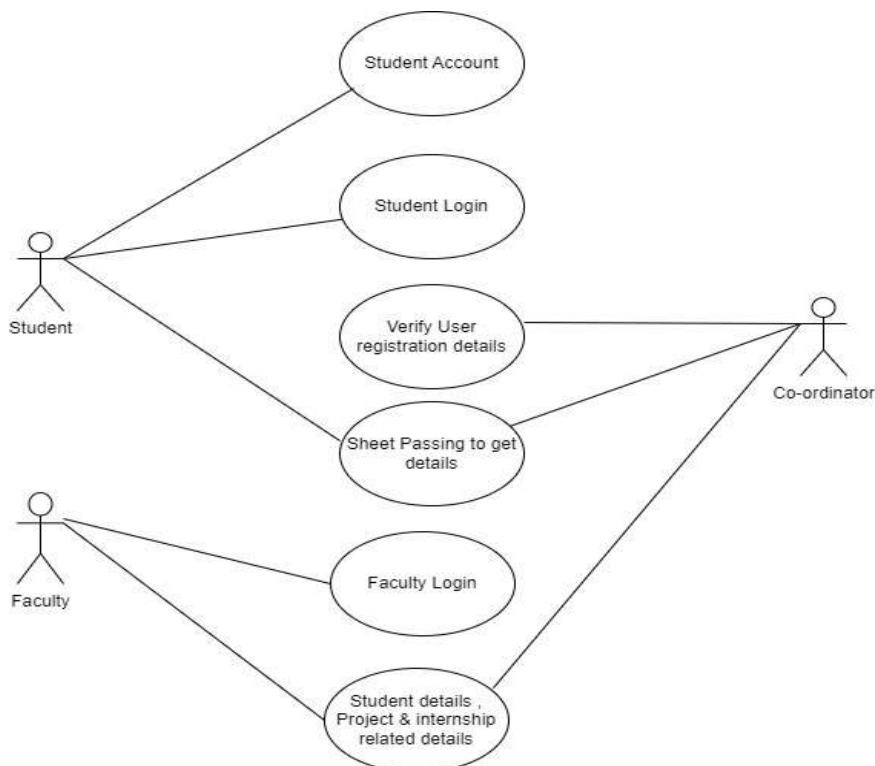 Student Account
Student Login
Student
Verify User
registration details
Co-ordinator
Sheet Passing to get
details
Faculty
Faculty Login
Student details ,
Project & internship
related details